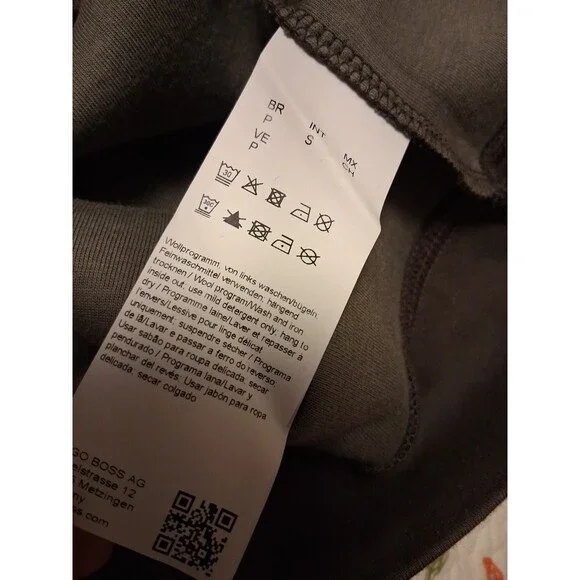 BR
P
VE
P
INT
S
MX
CH
30
30C
Wollprogramm, von links waschen/bügeln,
Feinwaschmittel verwenden, hängend
trocknen / Wool program/Wash and iron
inside out, use mild detergent only, hang to
dry / Programme laine/Laver et repasser à
l'envers/Lessive pour linge délicat
uniquement, suspendre sécher / Programa
de lã/Lavar e passar a ferro do reverso
Usar sabão para roupa delicada, secar
pendurado / Programa lana/Lavar y
planchar del revés. Usar jabón para ropa
delicada, secar colgado
GO BOSS AG
elstrasse 12
Metzingen
ny
ss.com